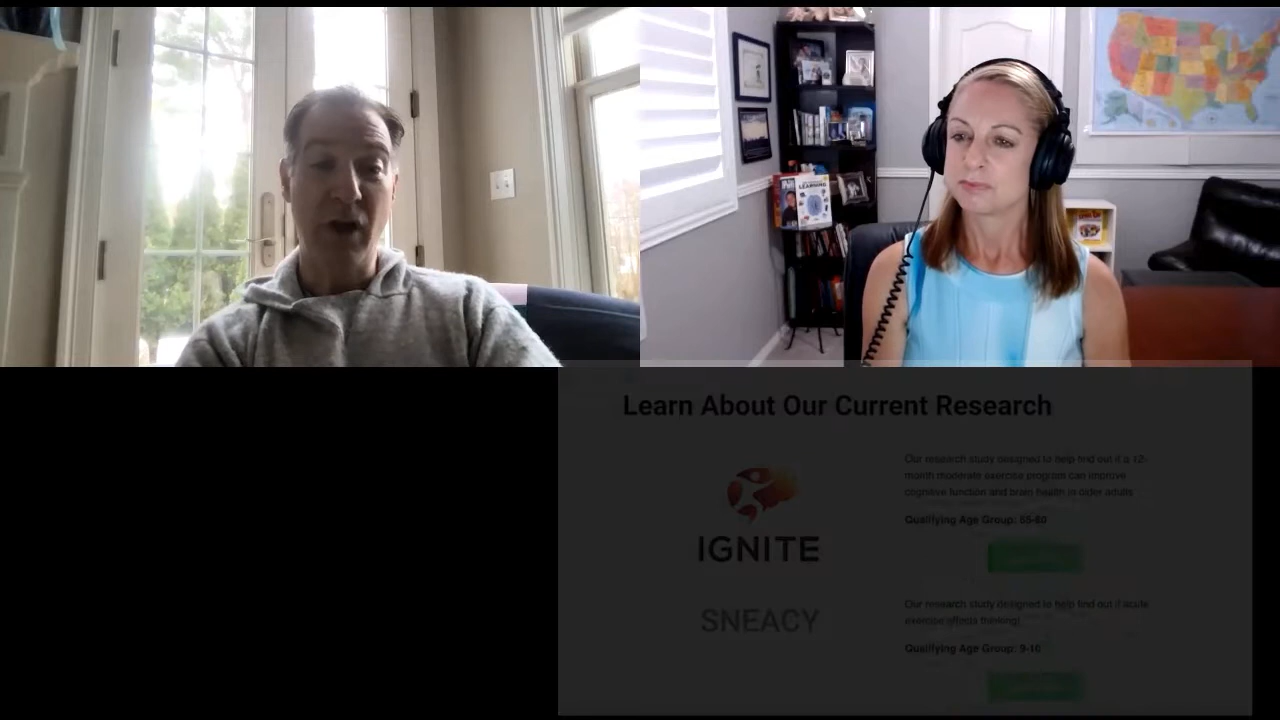 LEARNING
Learn About Our Current Research
Our research study designed to help find out if a 12-
month moderate exercise program can improve
cognitive function and brain health in older adults
Qualifying Age Group: 65-80
IGNITE
Our research study designed to help find out if acute
exercise effects thinking!
SNEACY
Qualifying Age Group: 9-10